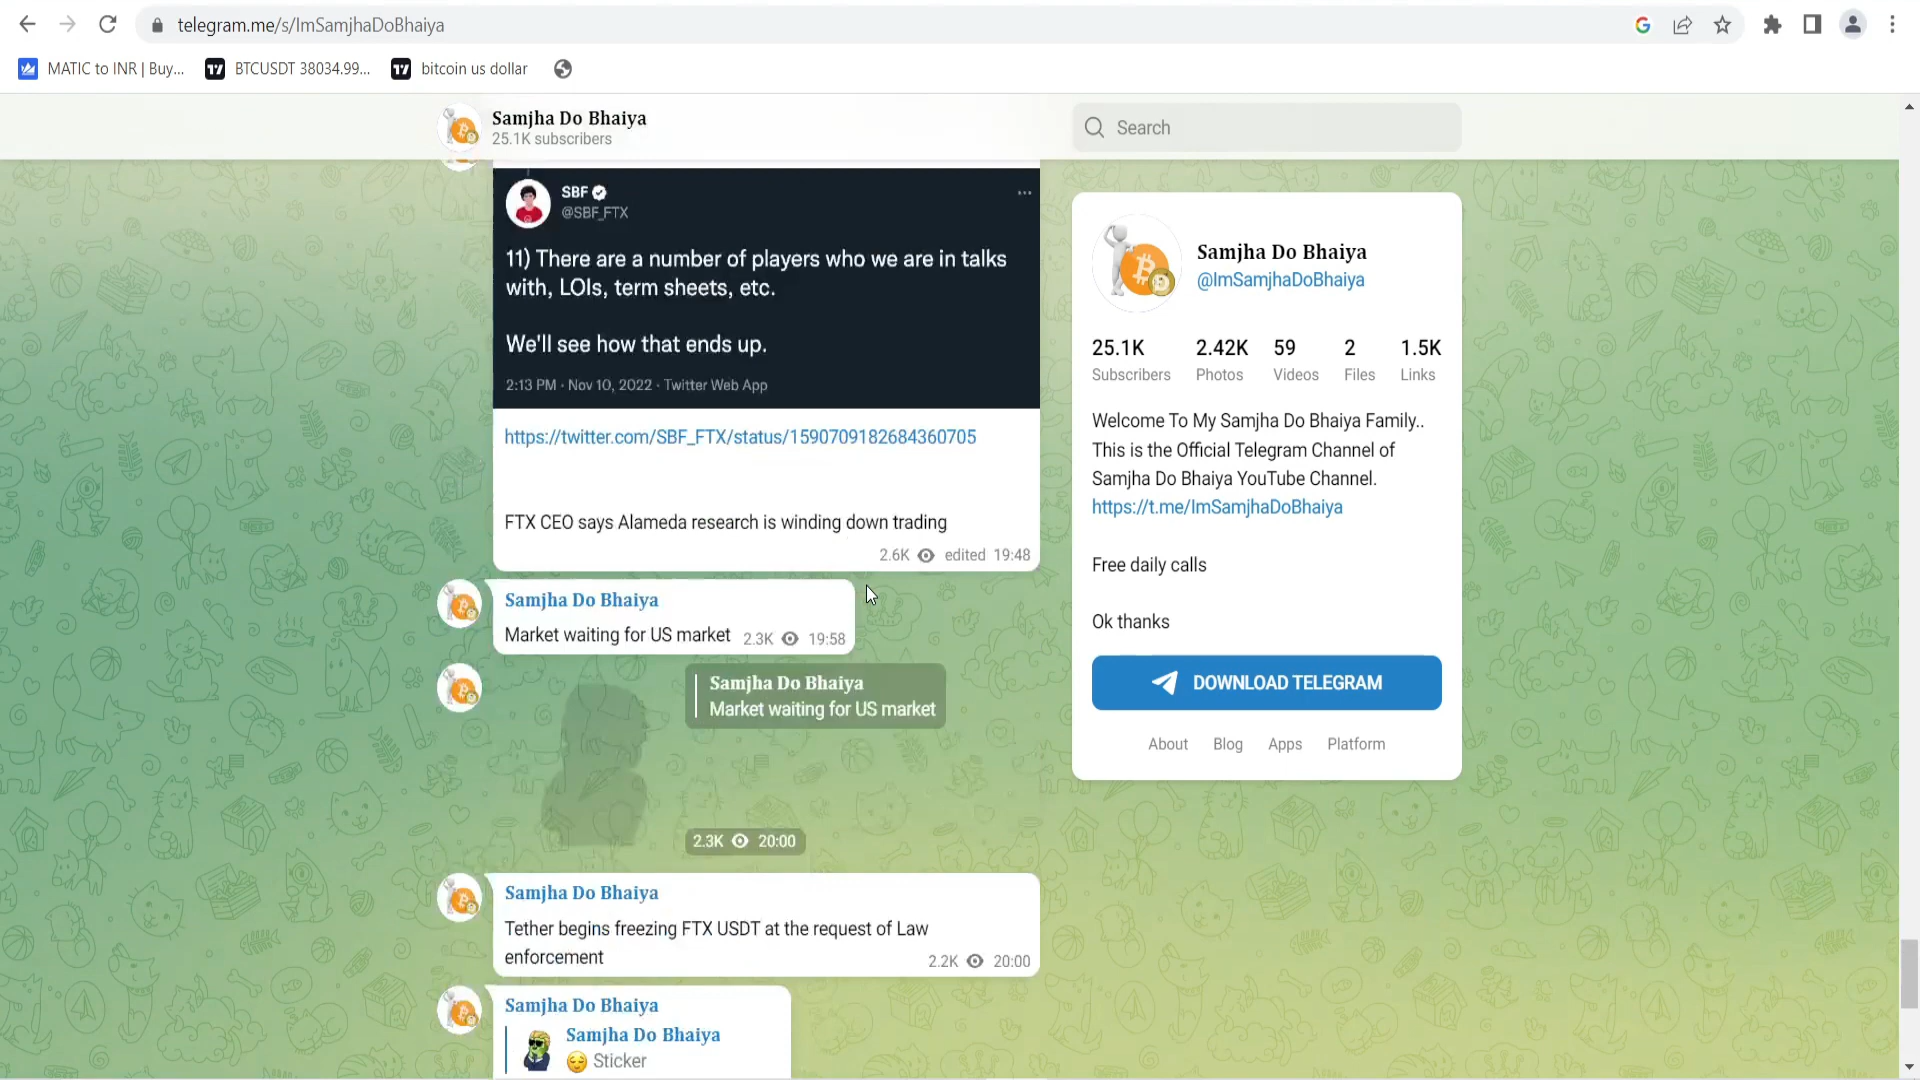 telegram.me/s/ImSamjhaDoBhaiya
MATIC to INR | Buy...
BTCUSDT 38034.99...
bitcoin us dollar
Samjha Do Bhaiya
25.1K subscribers
Search
SBF
@SBF_FTX
11) There are a number of players who we are in talks
with, LOIs, term sheets, etc.
We'll see how that ends up.
2:13 PM · Nov 10, 2022 · Twitter Web App
https://twitter.com/SBF_FTX/status/1590709182684360705
FTX CEO says Alameda research is winding down trading
2.6K edited 19:48
Samjha Do Bhaiya
Market waiting for US market 2.3K 19:58
Samjha Do Bhaiya
Market waiting for US market
2.3K 20:00
Samjha Do Bhaiya
Tether begins freezing FTX USDT at the request of Law
enforcement
2.2K 20:00
Samjha Do Bhaiya
Samjha Do Bhaiya
😌 Sticker
Samjha Do Bhaiya
@ImSamjhaDoBhaiya
25.1K 2.42K 59 2 1.5K
Subscribers Photos Videos Files Links
Welcome To My Samjha Do Bhaiya Family..
This is the Official Telegram Channel of
Samjha Do Bhaiya YouTube Channel.
https://t.me/ImSamjhaDoBhaiya
Free daily calls
Ok thanks
DOWNLOAD TELEGRAM
About Blog Apps Platform